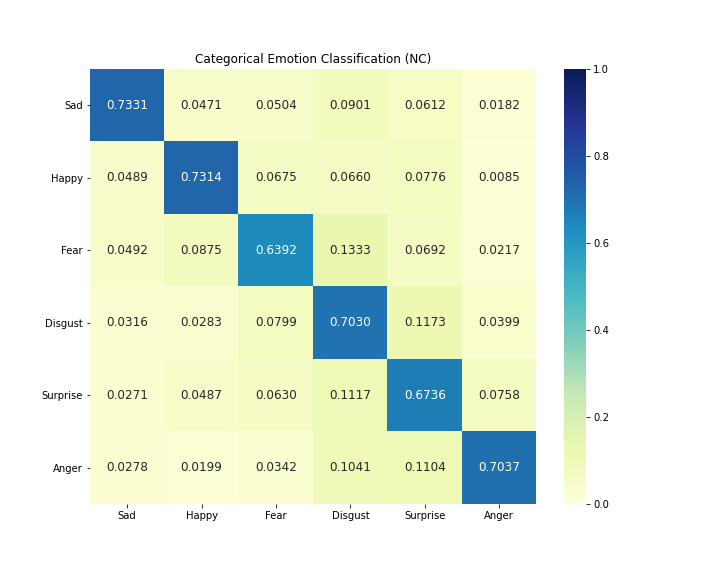 Categorical Emotion Classification (NC)
Sad 0.7331 0.0471 0.0504 0.0901 0.0612 0.0182
Happy 0.0489 0.7314 0.0675 0.0660 0.0776 0.0085
Fear 0.0492 0.0875 0.6392 0.1333 0.0692 0.0217
Disgust 0.0316 0.0283 0.0799 0.7030 0.1173 0.0399
Surprise 0.0271 0.0487 0.0630 0.1117 0.6736 0.0758
Anger 0.0278 0.0199 0.0342 0.1041 0.1104 0.7037
Sad Happy Fear Disgust Surprise Anger
1.0
0.8
0.6
0.4
0.2
0.0